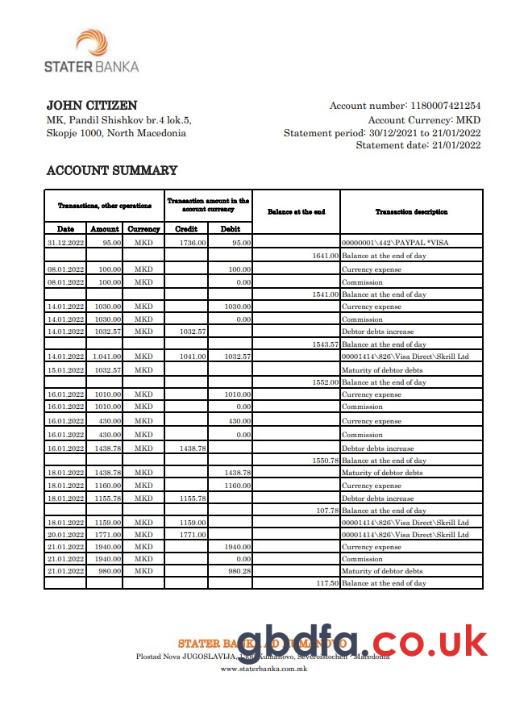 STATER BANKA
JOHN CITIZEN
MK, Pandil Shishkov br.4 lok.5,
Skopje 1000, North Macedonia
Account number: 1180007421254
Account Currency: MKD
Statement period: 30/12/2021 to 21/01/2022
Statement date: 21/01/2022
ACCOUNT SUMMARY
Transactions, other operations Transaction amount in the account currency Balance at the end Transaction description
Date Amount Currency Credit Debit
31.12.2022 95.00 MKD 1736.00 95.00 00000001\442\PAYPAL *VISA
1641.00 Balance at the end of day
08.01.2022 100.00 MKD 100.00 Currency expense
08.01.2022 100.00 MKD 0.00 Commission
1541.00 Balance at the end of day
14.01.2022 1030.00 MKD 1030.00 Currency expense
14.01.2022 1030.00 MKD 0.00 Commission
14.01.2022 1032.57 MKD 1032.57 Debtor debts increase
1543.57 Balance at the end of day
14.01.2022 1.041.00 MKD 1041.00 1032.57 00001414\826\Visa Direct\Skrill Ltd
15.01.2022 1032.57 MKD Maturity of debtor debts
1552.00 Balance at the end of day
16.01.2022 1010.00 MKD 1010.00 Currency expense
16.01.2022 1010.00 MKD 0.00 Commission
16.01.2022 430.00 MKD 430.00 Currency expense
16.01.2022 430.00 MKD 0.00 Commission
16.01.2022 1438.78 MKD 1438.78 Debtor debts increase
1550.78 Balance at the end of day
18.01.2022 1438.78 MKD 1438.78 Maturity of debtor debts
18.01.2022 1160.00 MKD 1160.00 Currency expense
18.01.2022 1155.78 MKD 1155.78 Debtor debts increase
107.78 Balance at the end of day
18.01.2022 1159.00 MKD 1159.00 00001414\826\Visa Direct\Skrill Ltd
20.01.2022 1771.00 MKD 1771.00 00001414\826\Visa Direct\Skrill Ltd
21.01.2022 1940.00 MKD 1940.00 Currency expense
21.01.2022 1940.00 MKD 0.00 Commission
21.01.2022 980.00 MKD 980.28 Maturity of debtor debts
117.50 Balance at the end of day
STATER
gbdfa.co.uk
Plostad Nova JUGOSLAVIJA, Macedonia
www.stater.com.mk